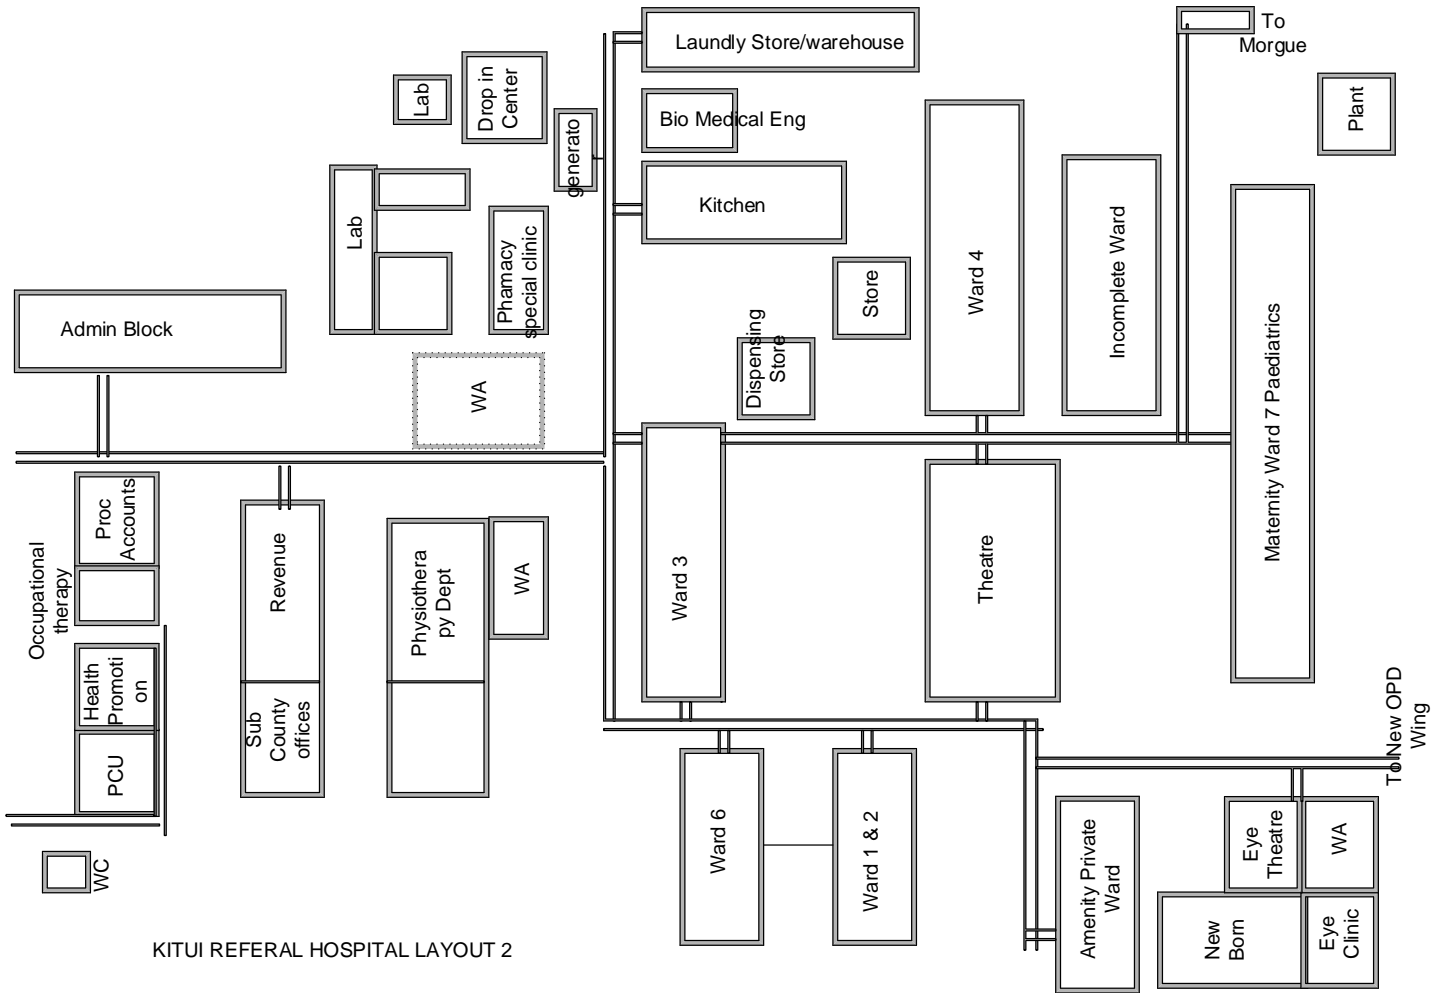 Laundly Store/warehouse
To
Morgue
Lab
Drop in
Center
generato
Bio Medical Eng
Plant
Kitchen
Lab
Phamacy
special clinic
Store
Ward 4
Incomplete Ward
Admin Block
Dispensing
Store
WA
Maternity Ward 7 Paediatrics
Proc
Accounts
Occupational
therapy
Revenue
Physiothera
py Dept
WA
Ward 3
Theatre
Health
Promoti
on
Sub
County
offices
PCU
To New OPD
Wing
WC
Ward 6
Ward 1 & 2
Amenity Private
Ward
Eye
Theatre
WA
New
Born
Eye
Clinic
KITUI REFERAL HOSPITAL LAYOUT 2